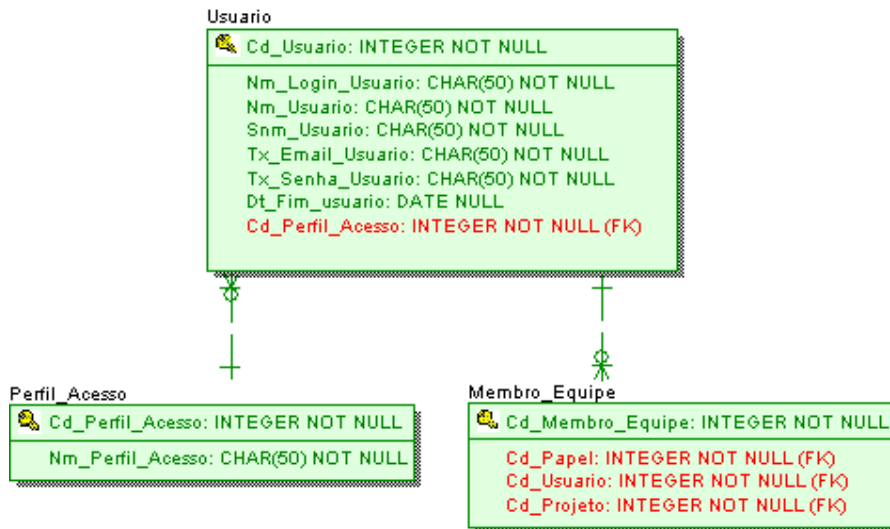 Usuario
Cd_Usuario: INTEGER NOT NULL
Nm_Login_Usuario: CHAR(50) NOT NULL
Nm_Usuario: CHAR(50) NOT NULL
Snm_Usuario: CHAR(50) NOT NULL
Tx_Email_Usuario: CHAR(50) NOT NULL
Tx_Senha_Usuario: CHAR(50) NOT NULL
Dt_Fim_usuario: DATE NULL
Cd_Perfil_Acesso: INTEGER NOT NULL (FK)
Perfil_Acesso
Cd_Perfil_Acesso: INTEGER NOT NULL
Nm_Perfil_Acesso: CHAR(50) NOT NULL
Membro_Equipe
Cd_Membro_Equipe: INTEGER NOT NULL
Cd_Papel: INTEGER NOT NULL (FK)
Cd_Usuario: INTEGER NOT NULL (FK)
Cd_Projeto: INTEGER NOT NULL (FK)